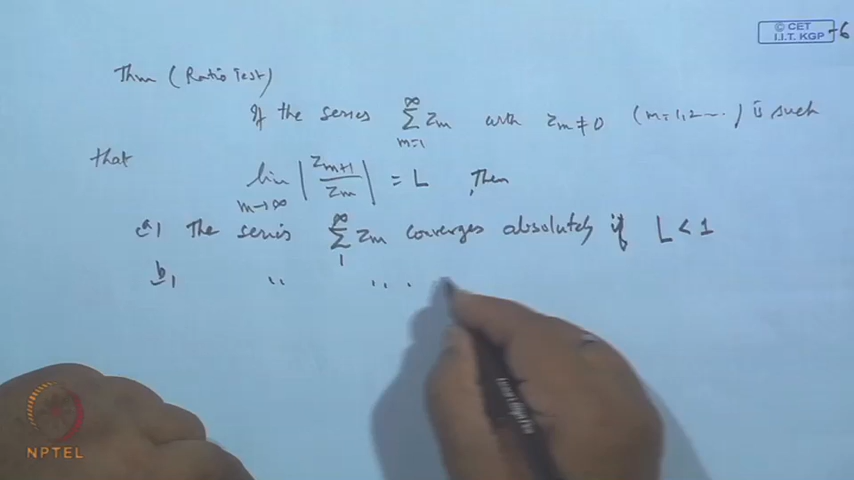 © CET
I.I.T. KGP
-6
Thm (Ratio Test)
If the series ∑_{m=1}^{∞} z_m with z_m ≠ 0 (m=1,2....) is such
that
lim_{m→∞} |z_{m+1}/z_m| = L , Then
a) The series ∑_{1}^{∞} z_m converges absolutely if L < 1
b) ,, ,, .
NPTEL